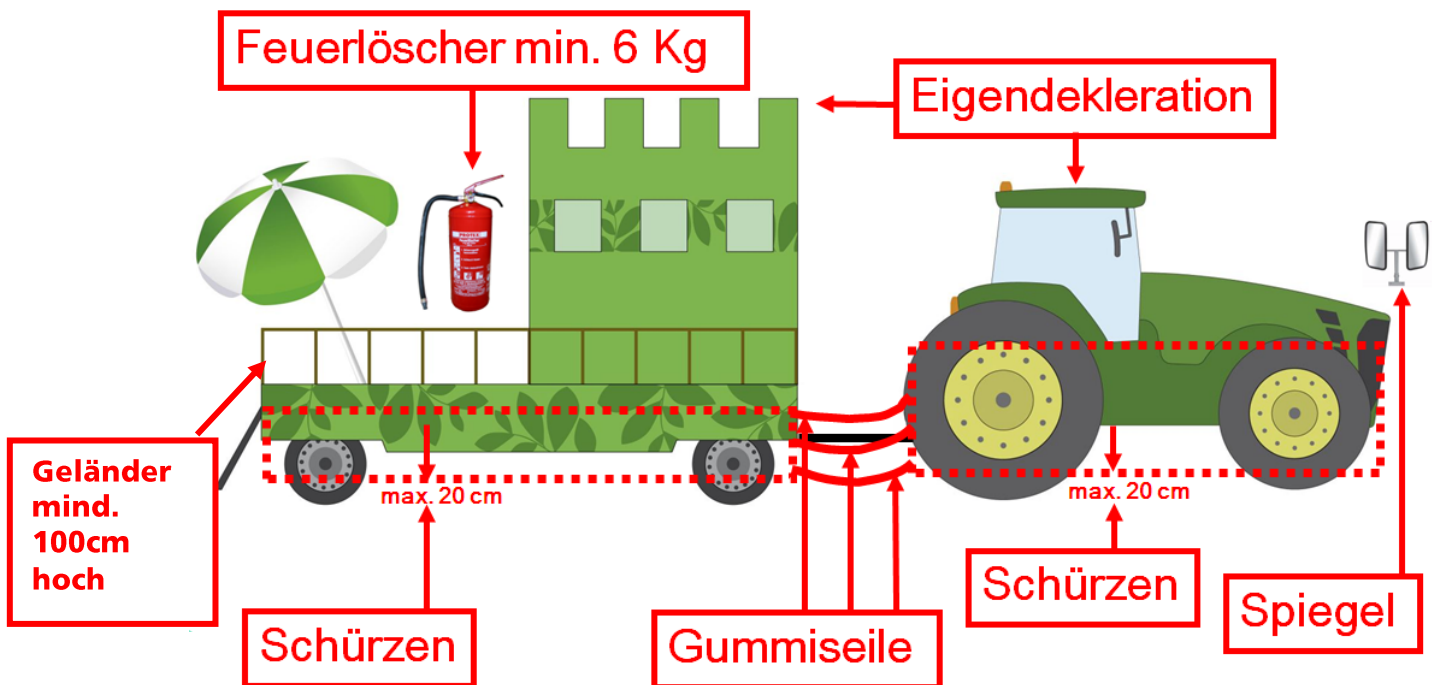 Feuerlöscher min. 6 Kg
Eigendekleration
Geländer
mind.
100cm
hoch
max. 20 cm
max. 20 cm
Schürzen
Gummiseile
Schürzen
Spiegel